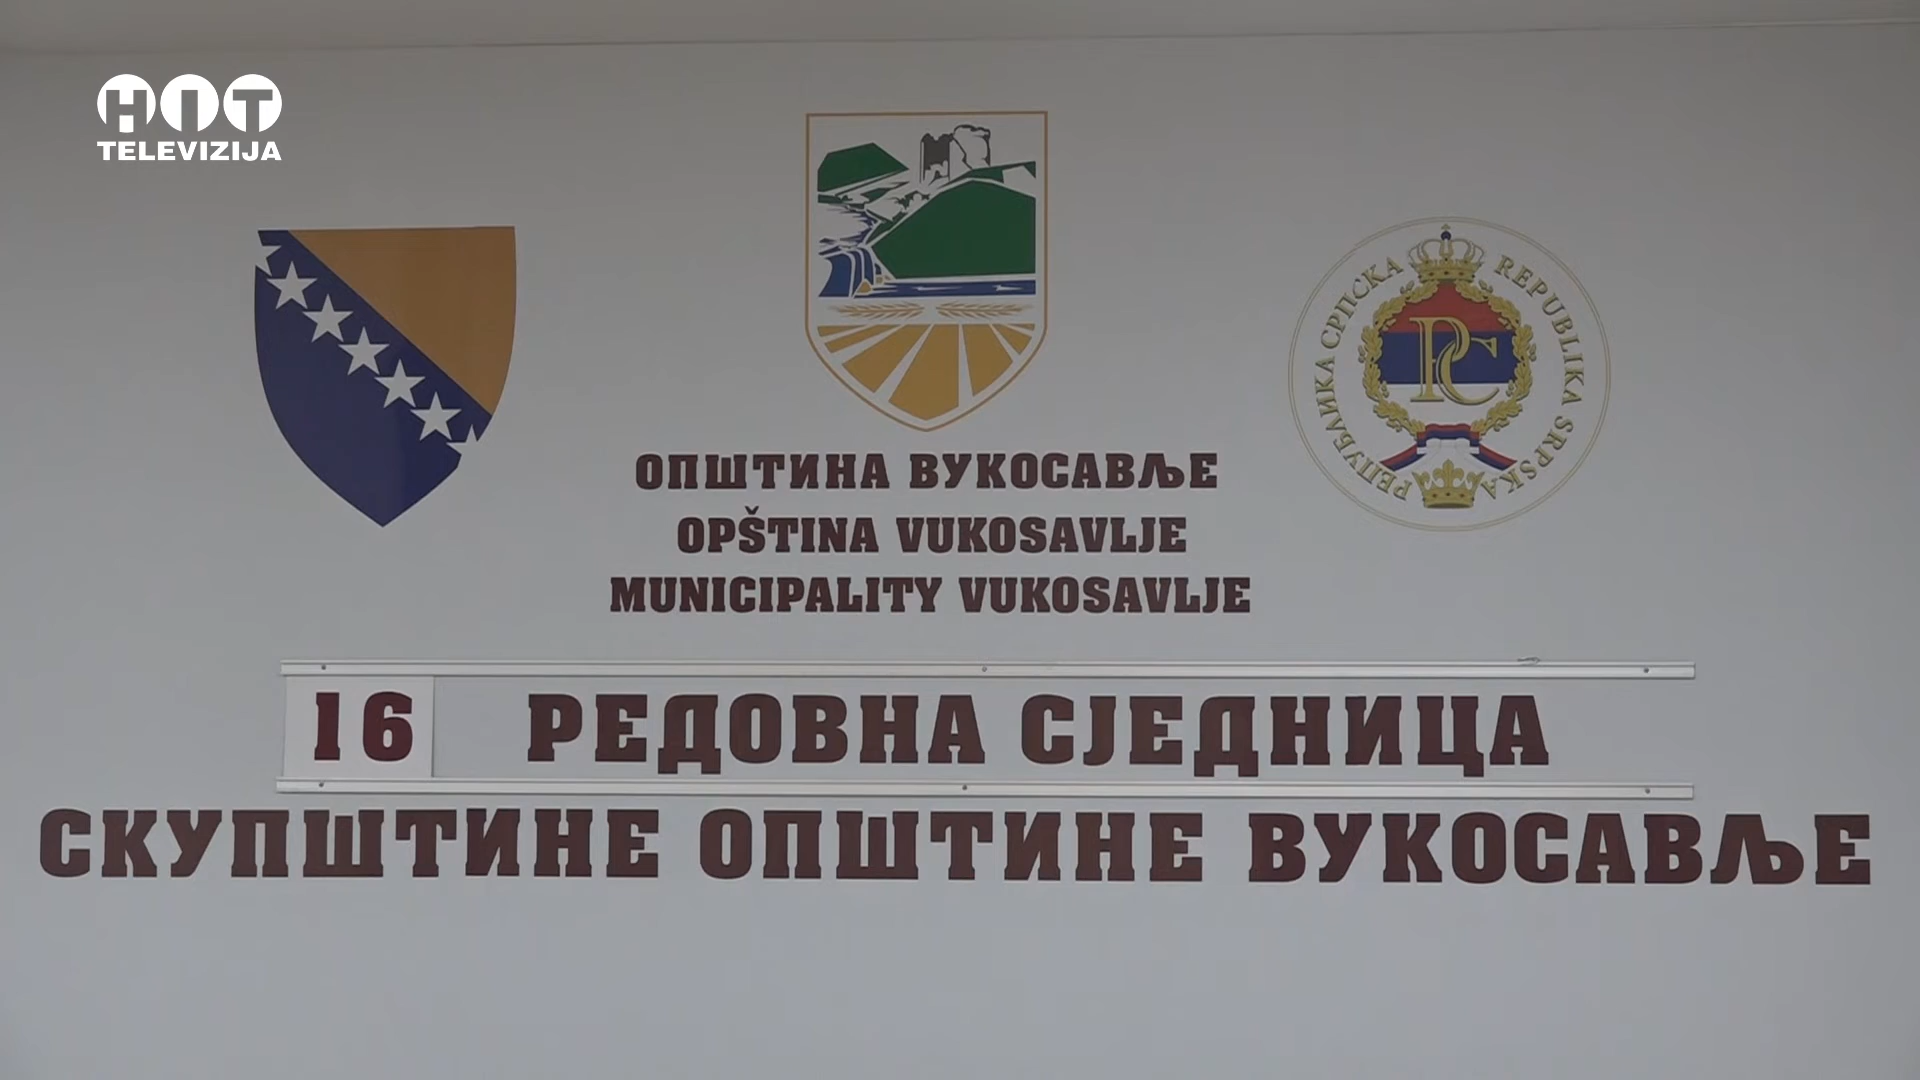 HIT
TELEVIZIJA
РЕПУБЛИКА СРПСКА
REPUBLIKA SRPSKA
РС
ОПШТИНА ВУКОСАВЉЕ
OPŠTINA VUKOSAVLJE
MUNICIPALITY VUKOSAVLJE
16 РЕДОВНА СЈЕДНИЦА
СКУПШТИНЕ ОПШТИНЕ ВУКОСАВЉЕ